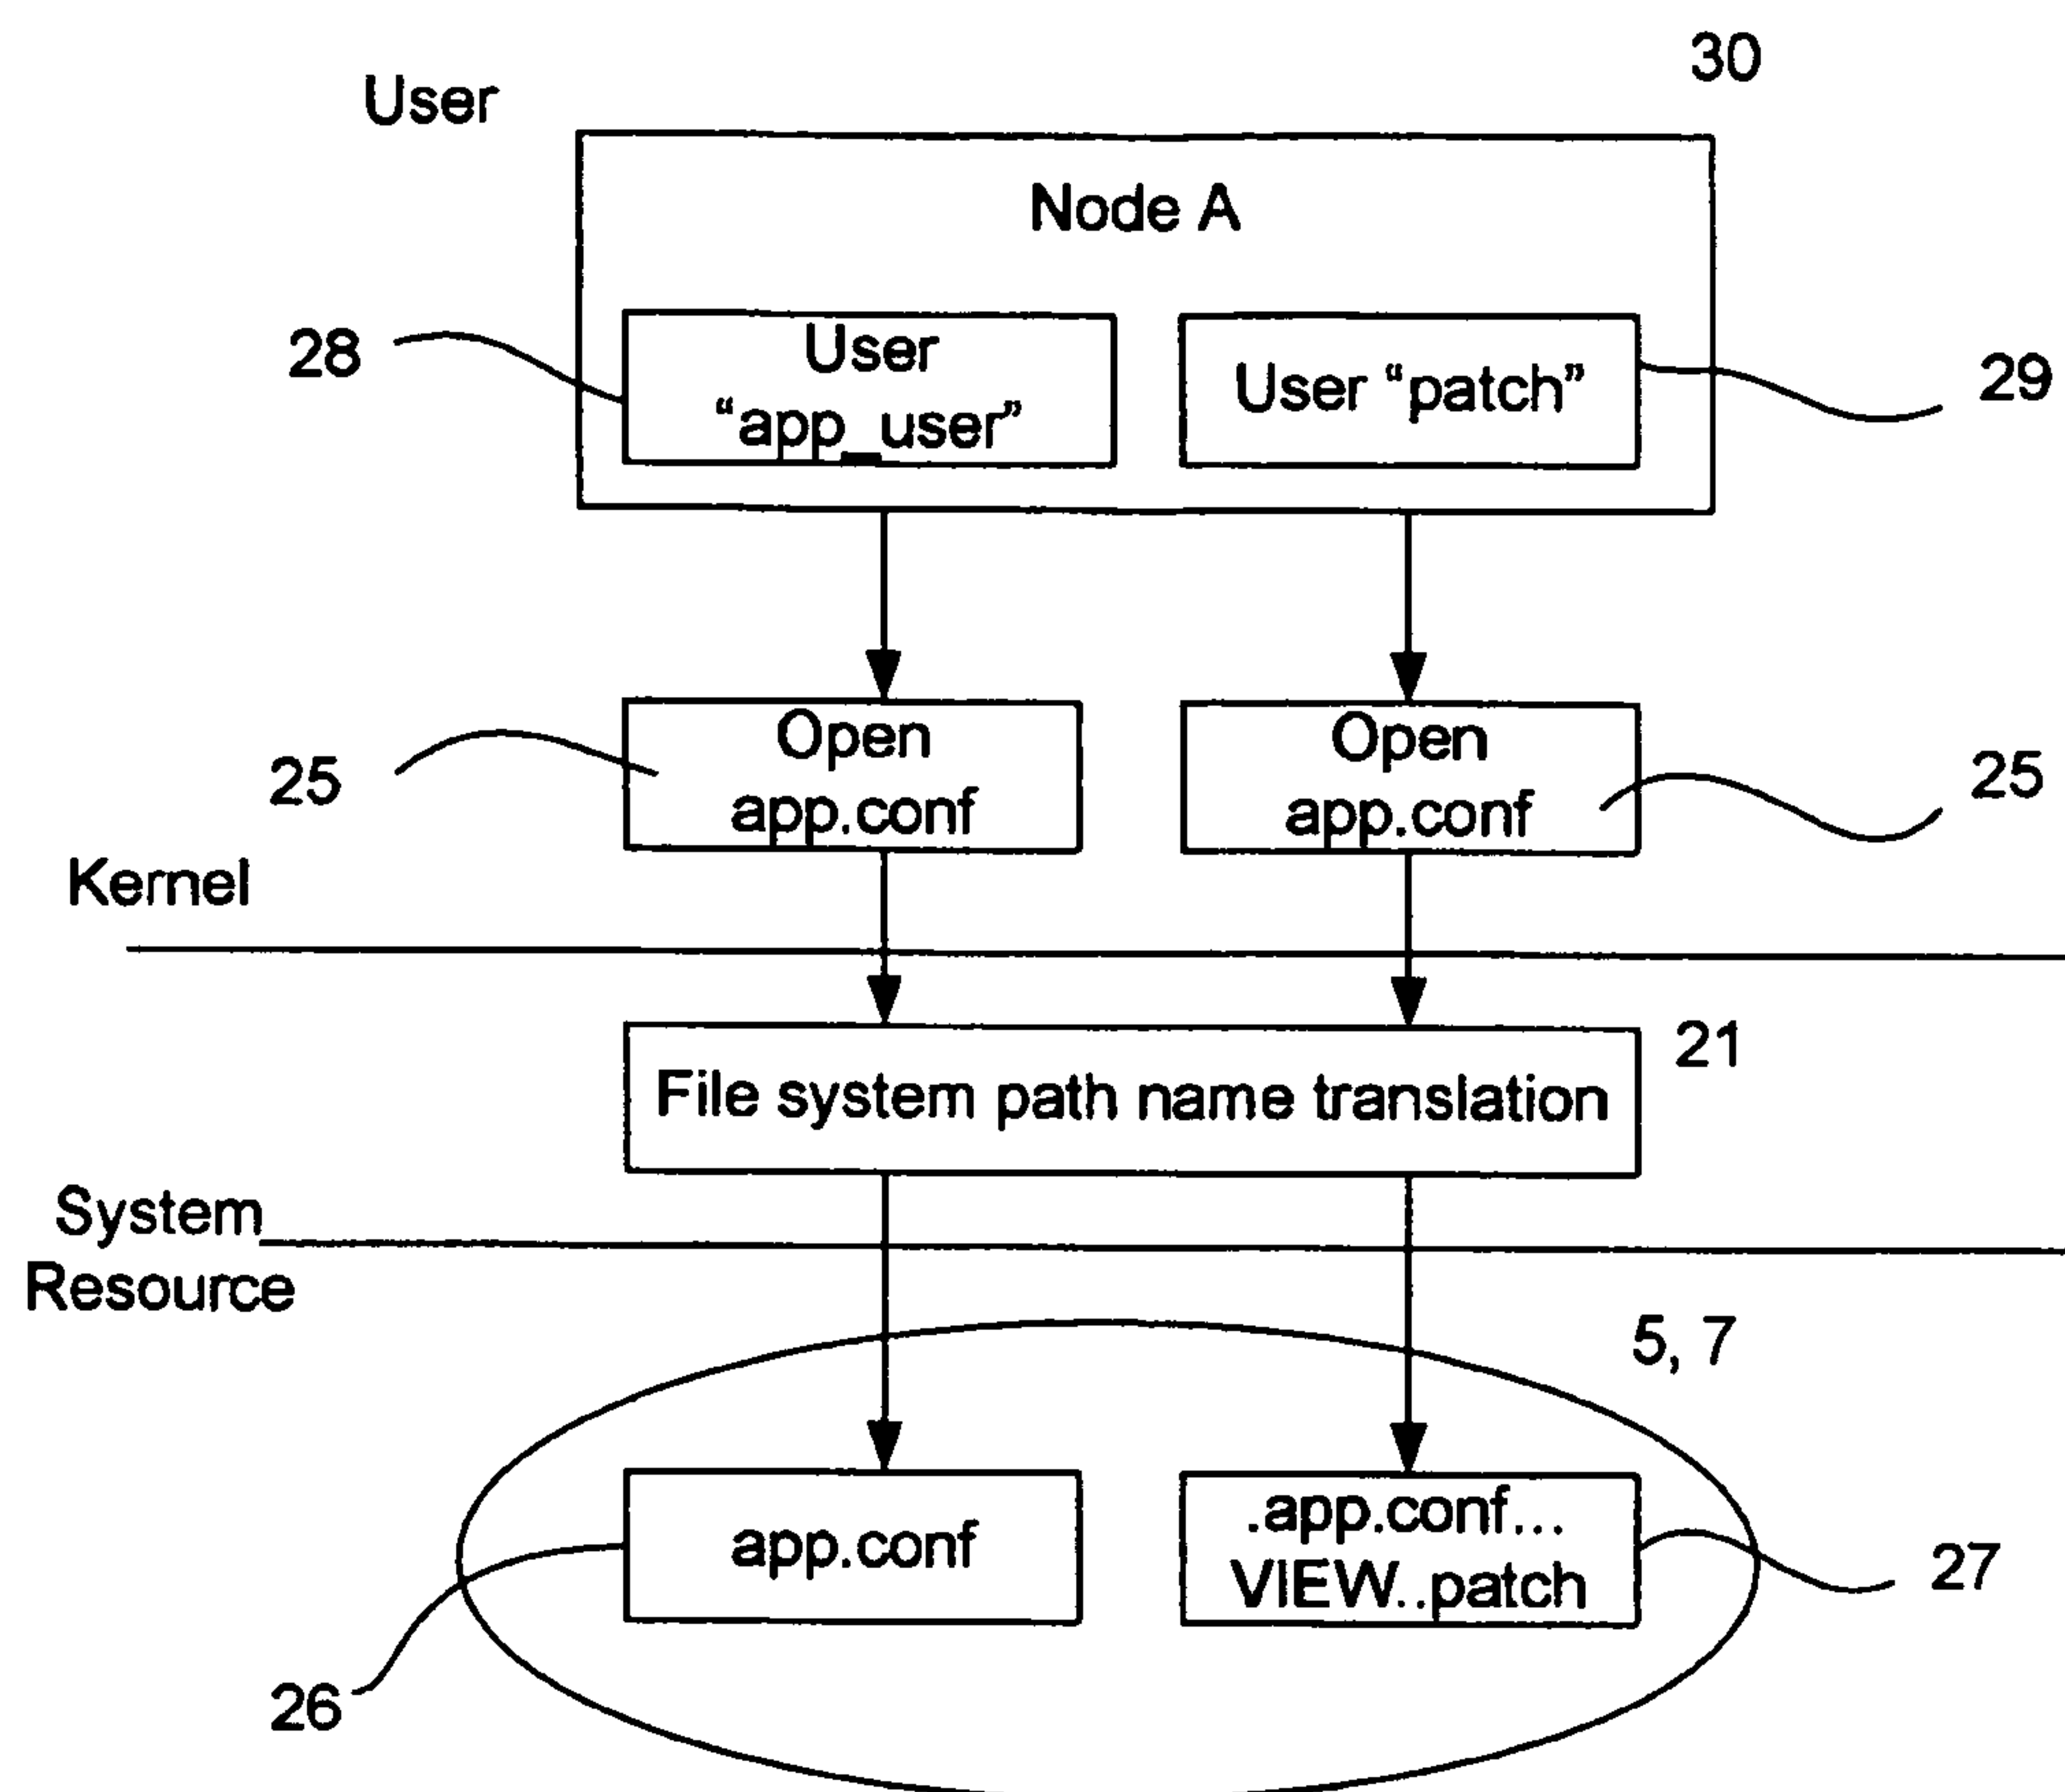 30
User
Node A
28
User
“app_user”
User “patch”
29
25
Open
app.conf
Open
app.conf
25
Kernel
File system path name translation
21
System
Resource
5, 7
app.conf
.app.conf...
VIEW..patch
27
26